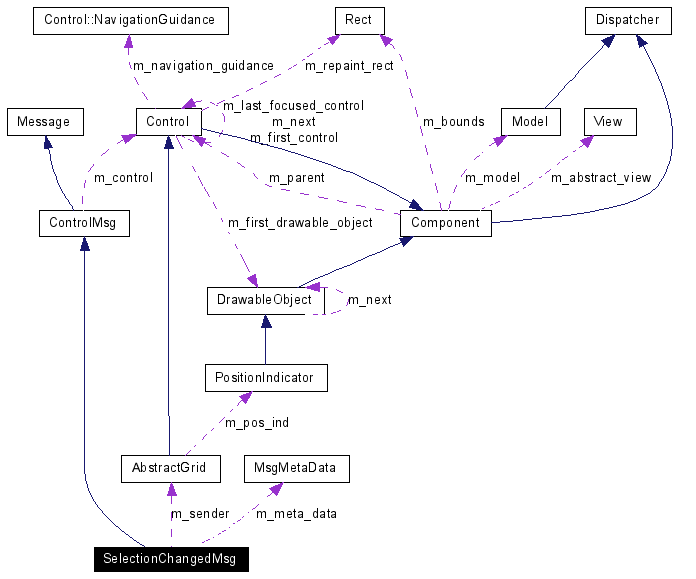 Control::NavigationGuidance
Rect
Dispatcher
m_navigation_guidance
m_repaint_rect
Message
Control
m_last_focused_control
m_next
m_first_control
m_bounds
Model
View
m_control
m_parent
m_model
m_abstract_view
ControlMsg
m_first_drawable_object
Component
DrawableObject
m_next
PositionIndicator
m_pos_ind
AbstractGrid
MsgMetaData
m_sender
m_meta_data
SelectionChangedMsg